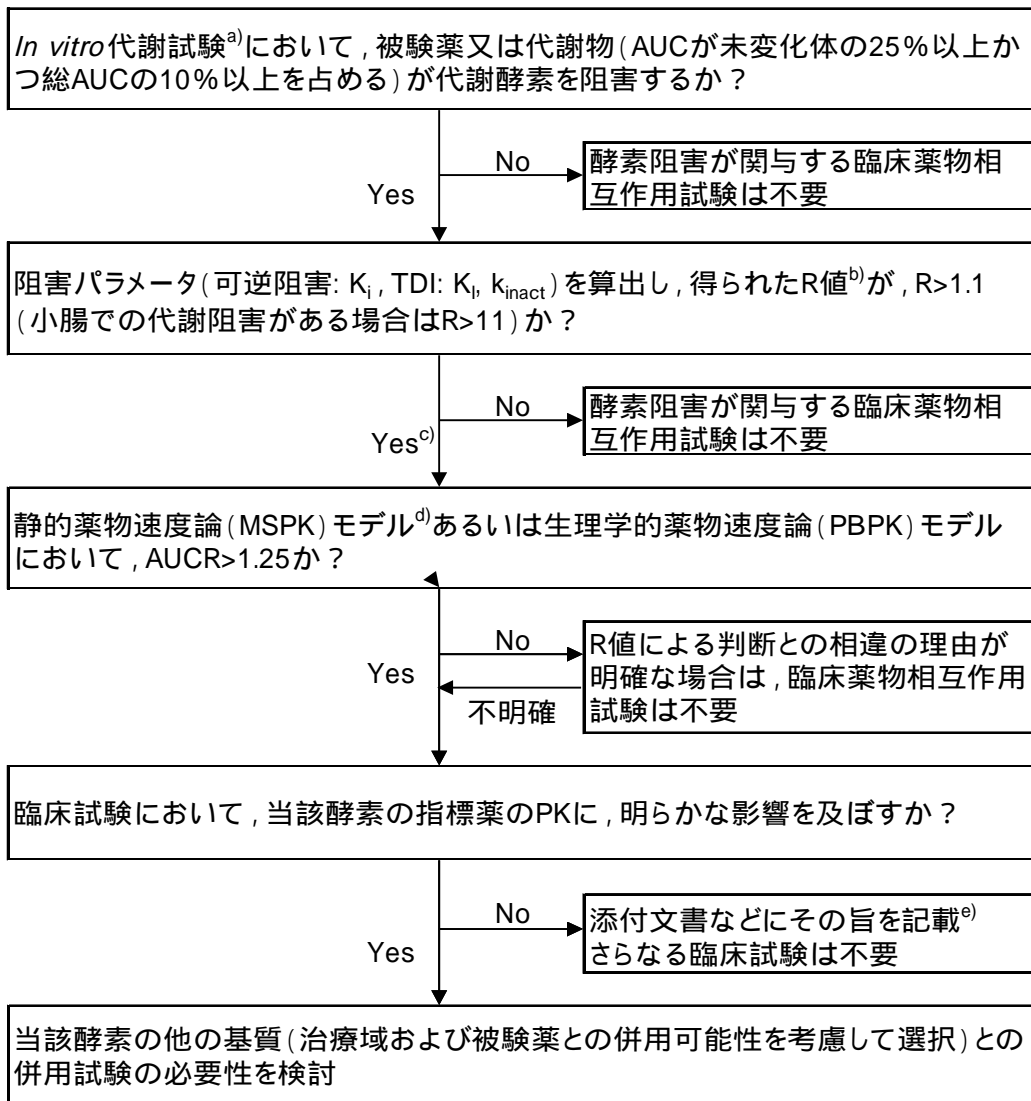 In vitro代謝試験a)において,被験薬又は代謝物(AUCが未変化体の25%以上か
つ総AUCの10%以上を占める)が代謝酵素を阻害するか?
No
Yes
酵素阻害が関与する臨床薬物相
互作用試験は不要
阻害パラメータ(可逆阻害: Ki , TDI: KI, kinact)を算出し,得られたR値b)が, R>1.1
(小腸での代謝阻害がある場合はR>11)か?
No
Yesc)
酵素阻害が関与する臨床薬物相
互作用試験は不要
静的薬物速度論(MSPK)モデルd)あるいは生理学的薬物速度論(PBPK)モデル
において, AUCR>1.25か?
No
Yes
不明確
R値による判断との相違の理由が
明確な場合は,臨床薬物相互作用
試験は不要
臨床試験において,当該酵素の指標薬のPKに,明らかな影響を及ぼすか?
No
Yes
添付文書などにその旨を記載e)
さらなる臨床試験は不要
当該酵素の他の基質(治療域および被験薬との併用可能性を考慮して選択)との
併用試験の必要性を検討